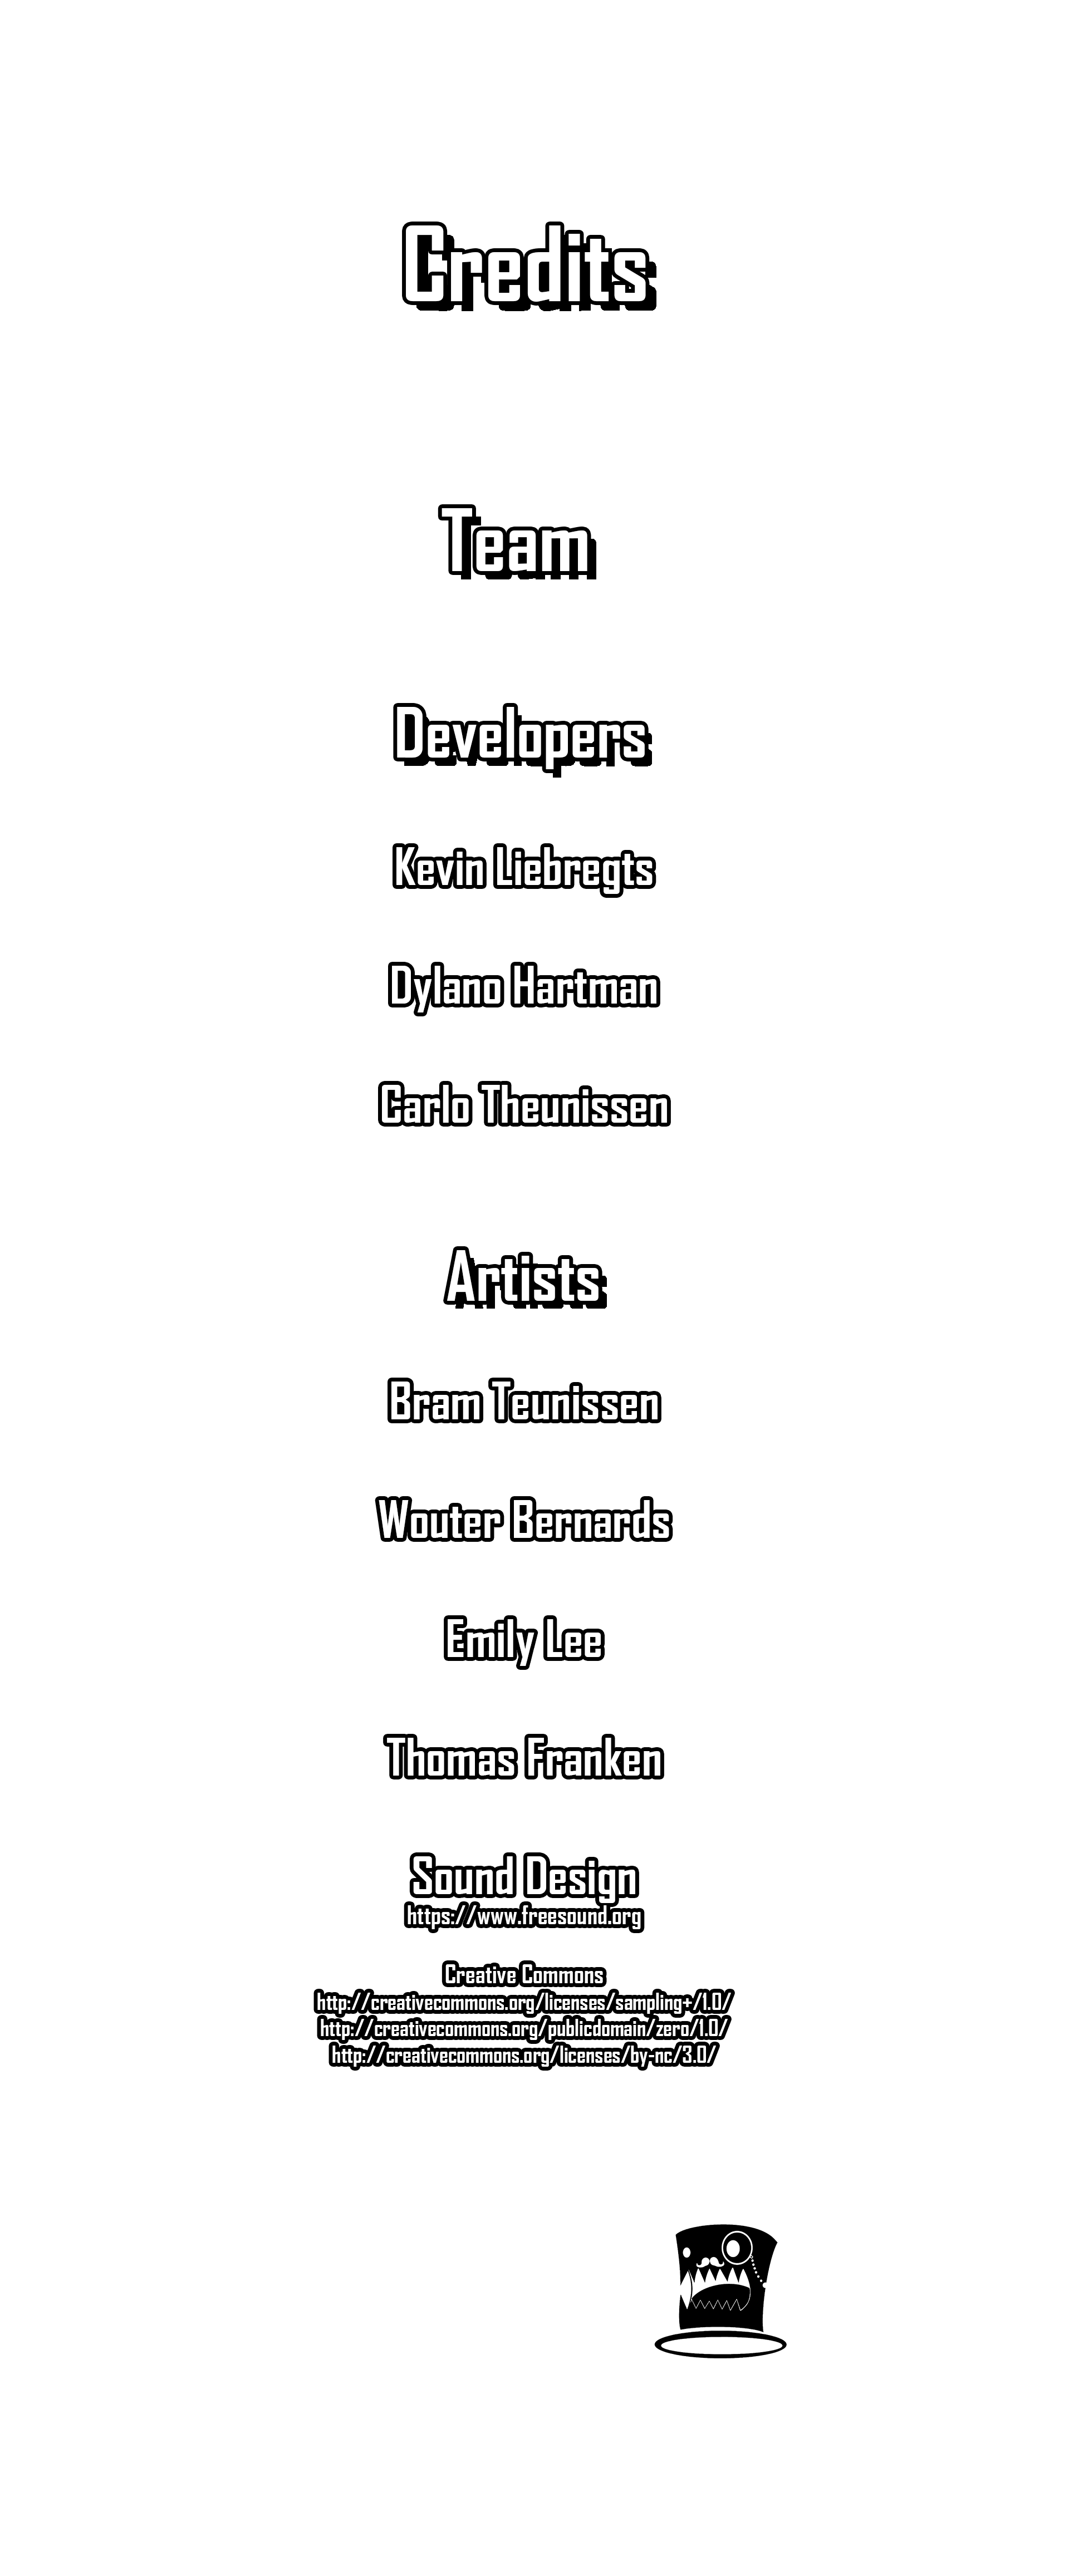 Credits
Team
Developers
Kevin Liebregts
Dylano Hartman
Carlo Theunissen
Artists
Bram Teunissen
Wouter Bernards
Emily Lee
Thomas Franken
Sound Design
https://www.freesound.org
Creative Commons
http://creativecommons.org/licenses/sampling+/1.0/
http://creativecommons.org/publicdomain/zero/1.0/
http://creativecommons.org/licenses/by-nc/3.0/